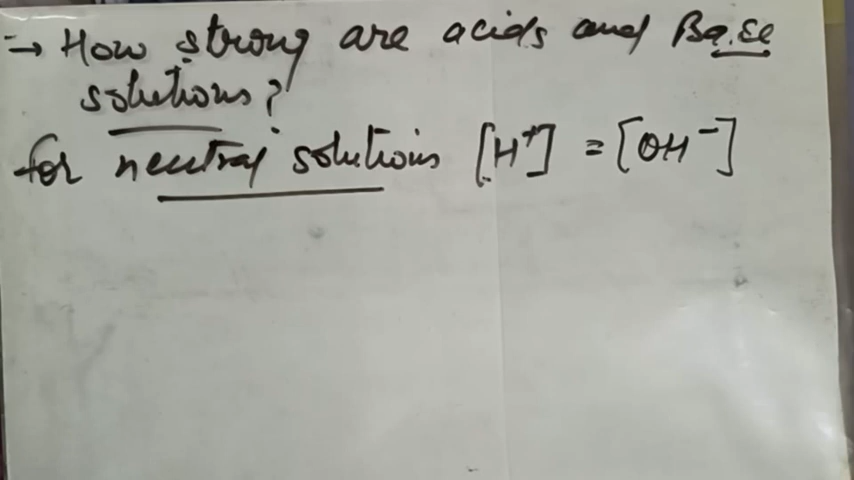 → How strong are acids and Base
solutions?
for neutral solutions [H⁺] = [OH⁻]